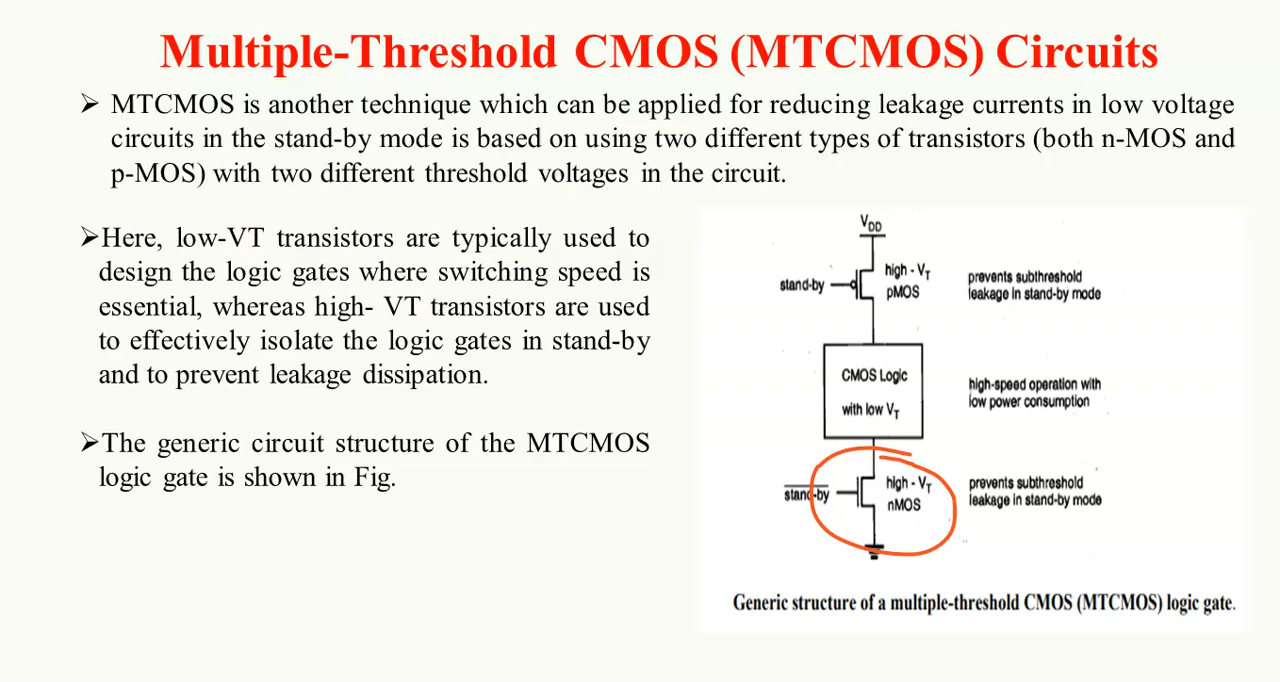 Multiple-Threshold CMOS (MTCMOS) Circuits
➢ MTCMOS is another technique which can be applied for reducing leakage currents in low voltage
circuits in the stand-by mode is based on using two different types of transistors (both n-MOS and
p-MOS) with two different threshold voltages in the circuit.
➢Here, low-VT transistors are typically used to
design the logic gates where switching speed is
essential, whereas high- VT transistors are used
to effectively isolate the logic gates in stand-by
and to prevent leakage dissipation.
➢The generic circuit structure of the MTCMOS
logic gate is shown in Fig.
VDD
stand-by
high - VT
pMOS
prevents subthreshold
leakage in stand-by mode
CMOS Logic
with low VT
high-speed operation with
low power consumption
stand-by
high - VT
nMOS
prevents subthreshold
leakage in stand-by mode
Generic structure of a multiple-threshold CMOS (MTCMOS) logic gate.